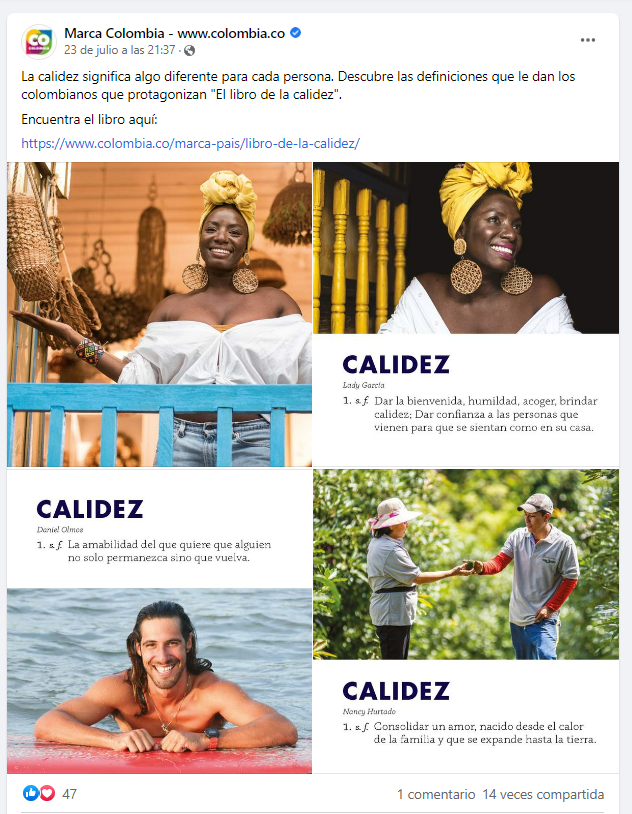 Marca Colombia - www.colombia.co
23 de julio a las 21:37 ·
La calidez significa algo diferente para cada persona. Descubre las definiciones que le dan los
colombianos que protagonizan "El libro de la calidez".
Encuentra el libro aquí:
https://www.colombia.co/marca-pais/libro-de-la-calidez/
CALIDEZ
Lady García
1. s.f. Dar la bienvenida, humildad, acoger, brindar
calidez; Dar confianza a las personas que
vienen para que se sientan como en su casa.
CALIDEZ
Daniel Olmos
1. s.f. La amabilidad del que quiere que alguien
no solo permanezca sino que vuelva.
CALIDEZ
Nancy Hurtado
1. s.f. Consolidar un amor, nacido desde el calor
de la familia y que se expande hasta la tierra.
47
1 comentario 14 veces compartida